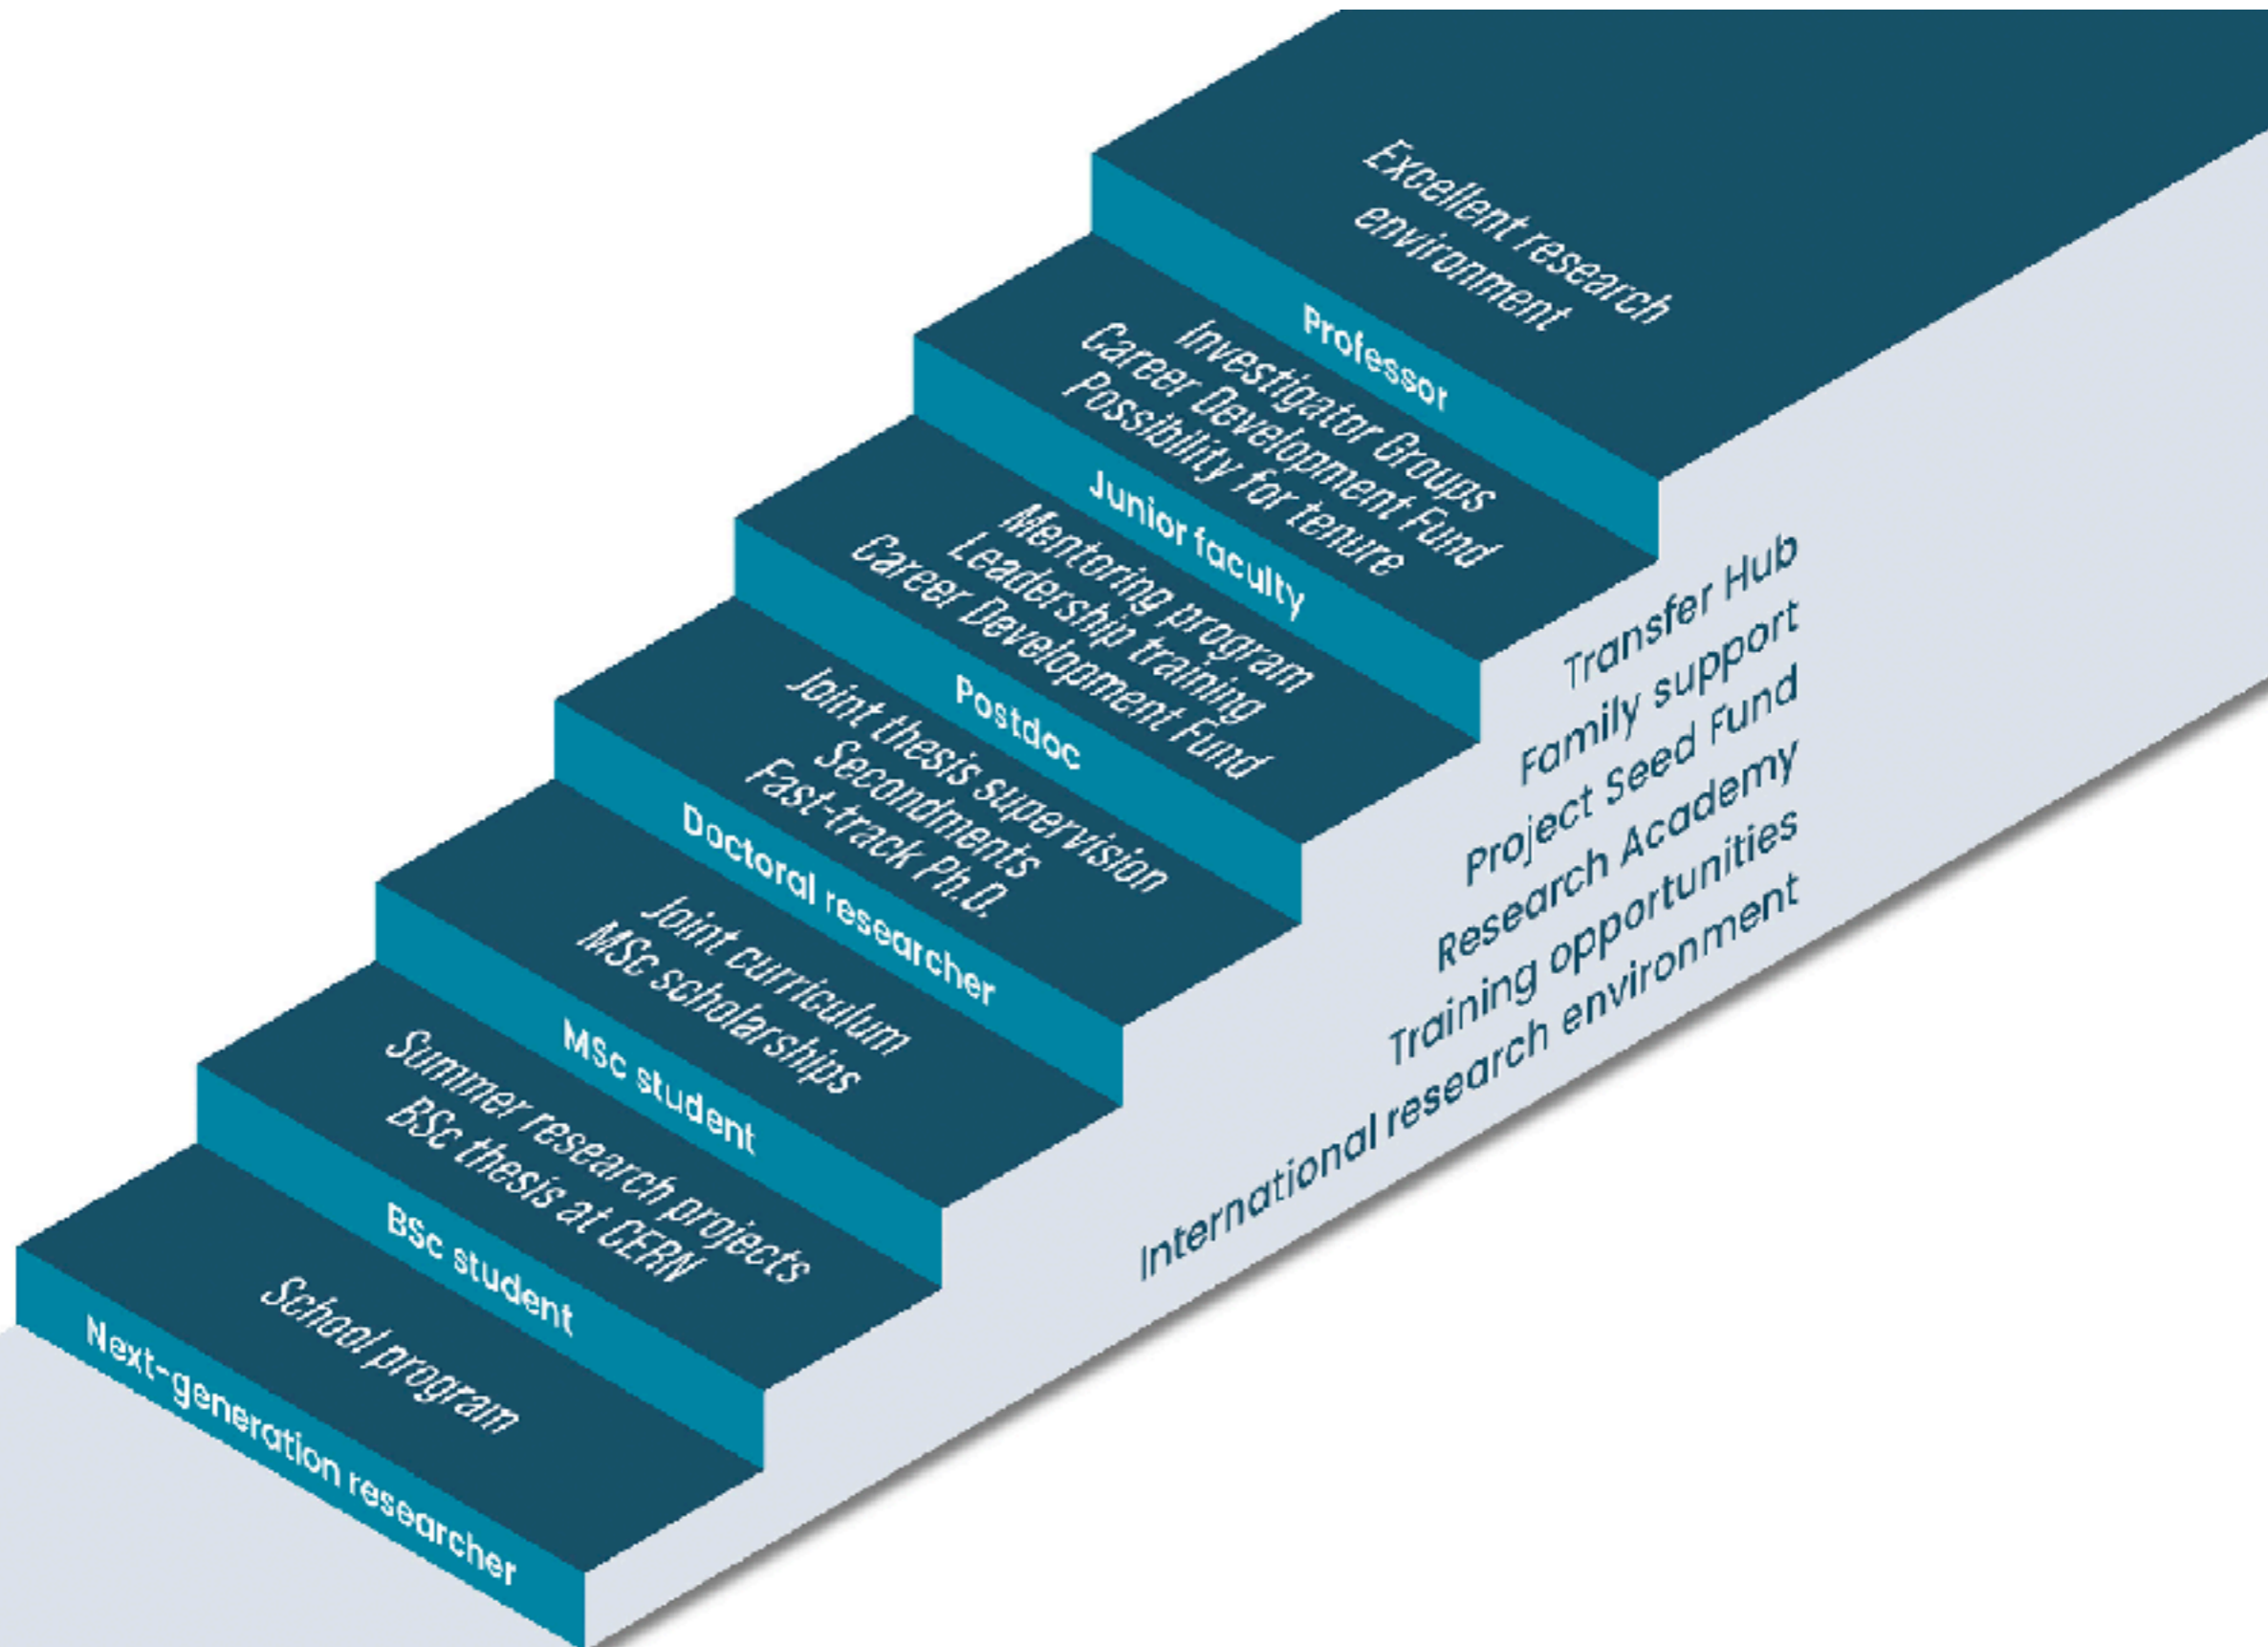 Excellent research
environment
Professor
Investigator Groups
Career Development Fund
Possibility for tenure
Junior faculty
Mentoring program
Leadership training
Career Development Fund
Postdoc
Joint thesis supervision
Secondments
Fast-track Ph.D.
Doctoral researcher
Joint curriculum
MSc scholarships
MSc student
Summer research projects
BSc thesis at CERN
BSc student
School program
Next-generation researcher
Transfer Hub
Family support
Project Seed Fund
Research Academy
Training opportunities
International research environment